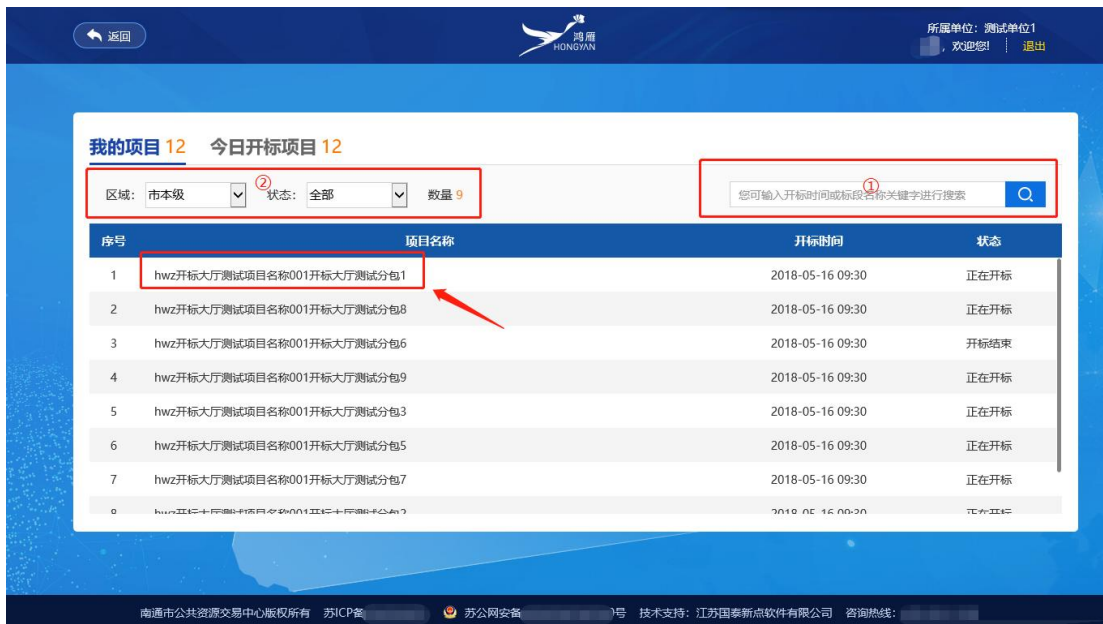 返回
鸿雁
HONGYAN
所属单位：测试单位1
，欢迎您！ 退出
我的项目 12 今日开标项目 12
区域： 市本级 ② 状态： 全部 数量 9
① 您可输入开标时间或标段名称关键字进行搜索
序号 项目名称 开标时间 状态
1 hwz开标大厅测试项目名称001开标大厅测试分包1 2018-05-16 09:30 正在开标
2 hwz开标大厅测试项目名称001开标大厅测试分包8 2018-05-16 09:30 正在开标
3 hwz开标大厅测试项目名称001开标大厅测试分包6 2018-05-16 09:30 开标结束
4 hwz开标大厅测试项目名称001开标大厅测试分包9 2018-05-16 09:30 正在开标
5 hwz开标大厅测试项目名称001开标大厅测试分包3 2018-05-16 09:30 正在开标
6 hwz开标大厅测试项目名称001开标大厅测试分包5 2018-05-16 09:30 正在开标
7 hwz开标大厅测试项目名称001开标大厅测试分包7 2018-05-16 09:30 正在开标
南通市公共资源交易中心版权所有 苏ICP备 苏公网安备 号 技术支持：江苏国泰新点软件有限公司 咨询热线：